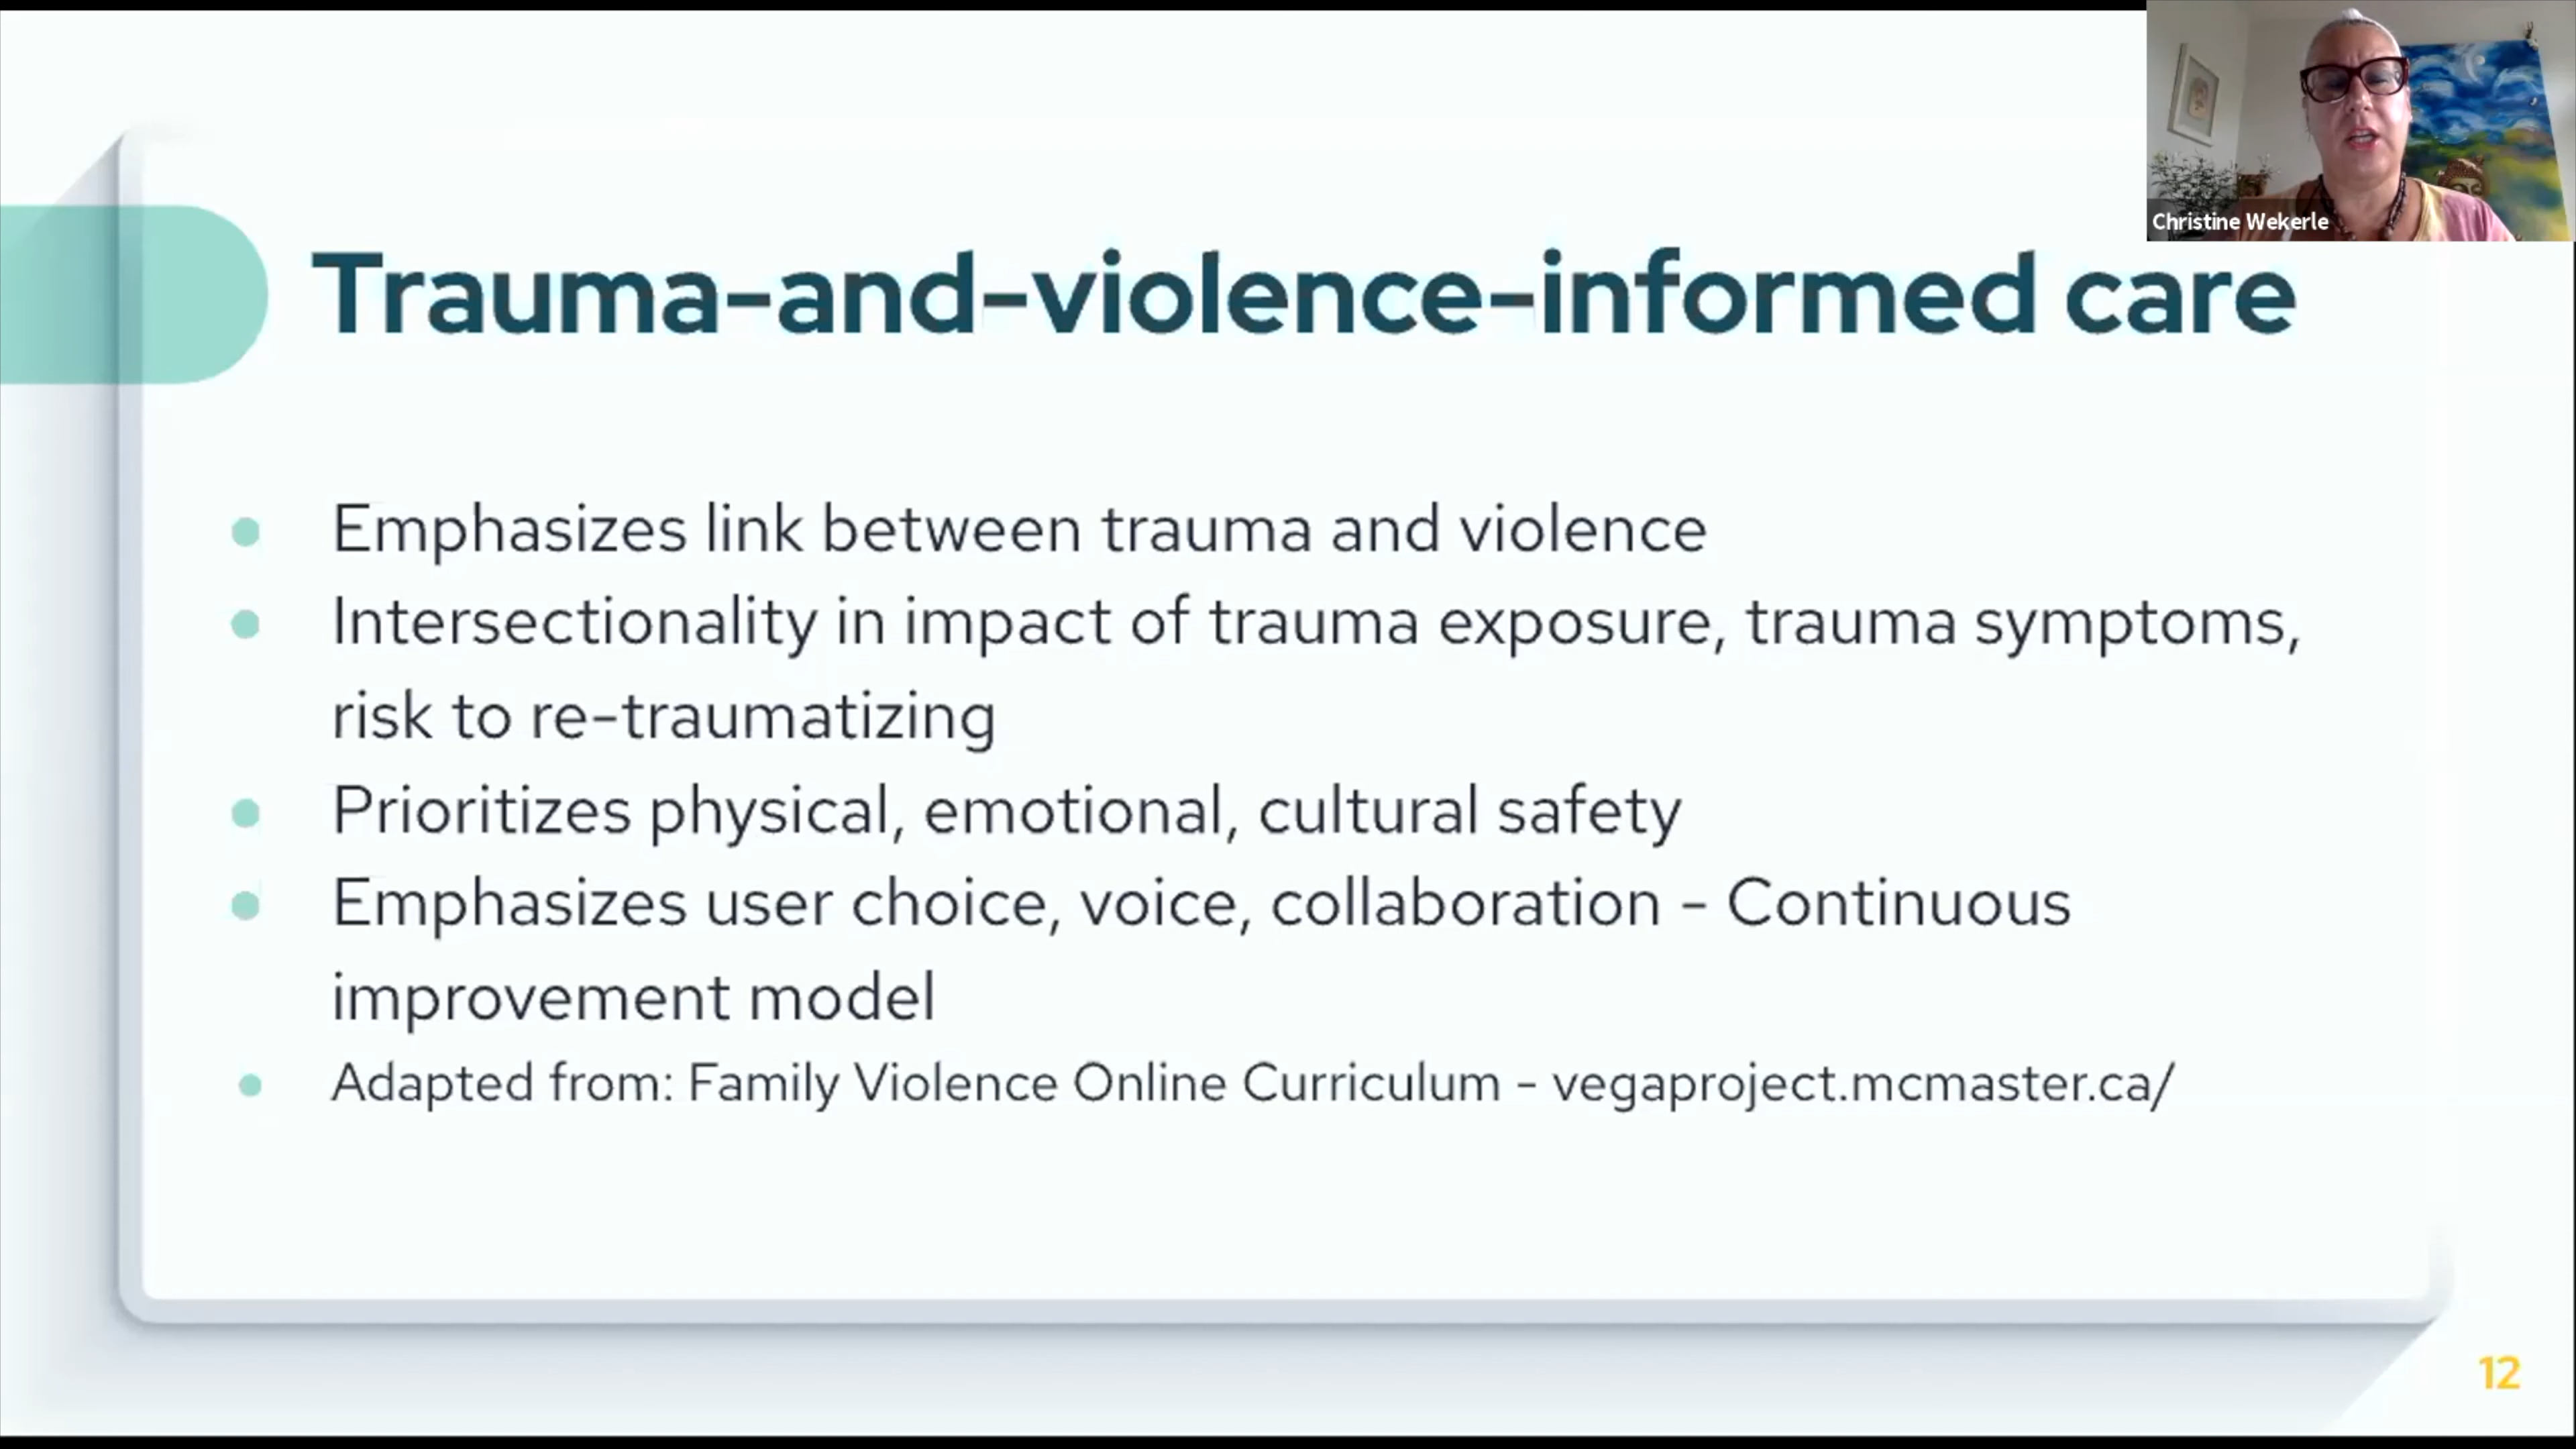 Christine Wekerle
Trauma-and-violence-informed care
Emphasizes link between trauma and violence
Intersectionality in impact of trauma exposure, trauma symptoms,
risk to re-traumatizing
Prioritizes physical, emotional, cultural safety
Emphasizes user choice, voice, collaboration - Continuous
improvement model
Adapted from: Family Violence Online Curriculum - vegaproject.mcmaster.ca/
12